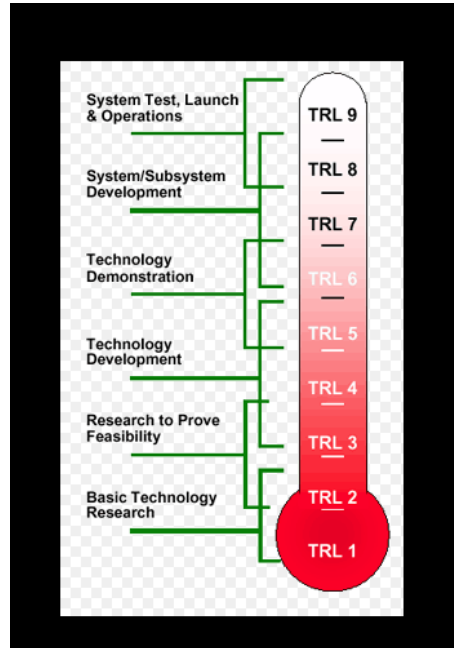 System Test, Launch
& Operations
System/Subsystem
Development
Technology
Demonstration
Technology
Development
Research to Prove
Feasibility
Basic Technology
Research
TRL 9
TRL 8
TRL 7
TRL 6
TRL 5
TRL 4
TRL 3
TRL 2
TRL 1